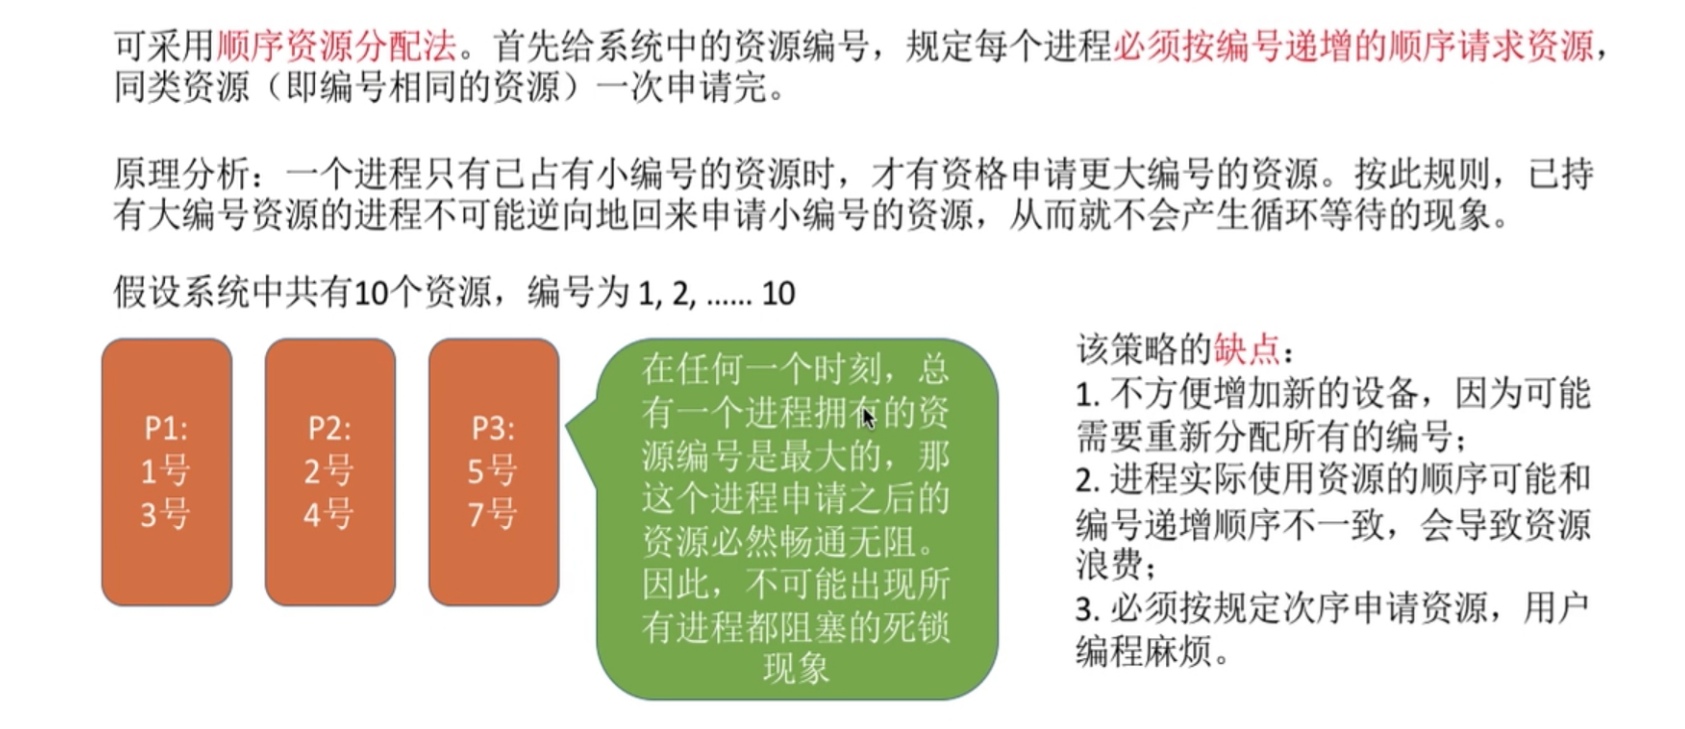 可采用顺序资源分配法。首先给系统中的资源编号，规定每个进程必须按编号递增的顺序请求资源，
同类资源（即编号相同的资源）一次申请完。
原理分析：一个进程只有已占有小编号的资源时，才有资格申请更大编号的资源。按此规则，已持
有大编号资源的进程不可能逆向地回来申请小编号的资源，从而就不会产生循环等待的现象。
假设系统中共有10个资源，编号为 1, 2, ...... 10
P1:
1号
3号
P2:
2号
4号
P3:
5号
7号
在任何一个时刻，总
有一个进程拥有的资
源编号是最大的，那
这个进程申请之后的
资源必然畅通无阻。
因此，不可能出现所
有进程都阻塞的死锁
现象
该策略的缺点：
1. 不方便增加新的设备，因为可能
需要重新分配所有的编号；
2. 进程实际使用资源的顺序可能和
编号递增顺序不一致，会导致资源
浪费；
3. 必须按规定次序申请资源，用户
编程麻烦。